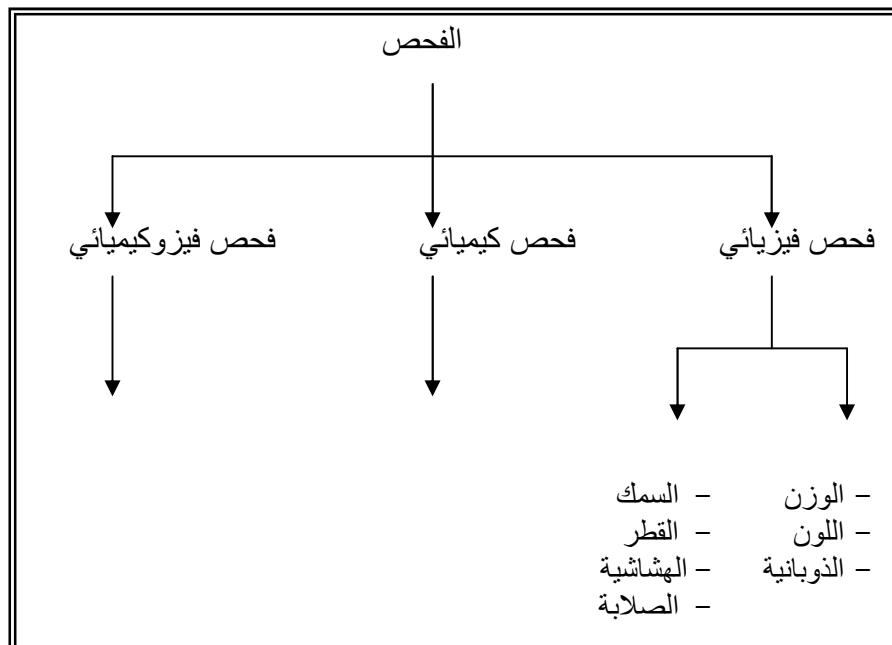 الفحص
فحص فيزيائي
فحص كيميائي
فحص فيزوكيميائي
– الوزن
– اللون
– الذوبانية
– السمك
– القطر
– الهشاشية
– الصلابة